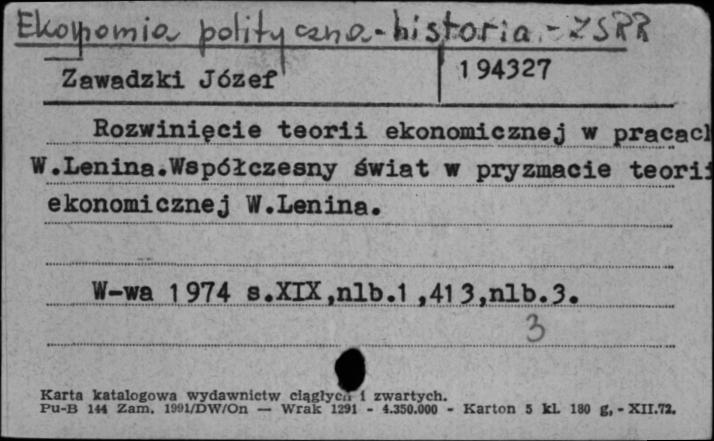 Ekonomia polityczna - historia - ZSRR
Zawadzki Józef
194327
Rozwinięcie teorii ekonomicznej w pracach
W.Lenina.Współczesny świat w pryzmacie teorii
ekonomicznej W.Lenina.
W-wa 1974 s.XIX,nlb.1,413,nlb.3.
3
Karta katalogowa wydawnictw ciągłych i zwartych.
Pu-B 144 Zam. 1991/DW/On — Wrak 1291 - 4.350.000 - Karton 5 kl. 180 g, - XII.72.